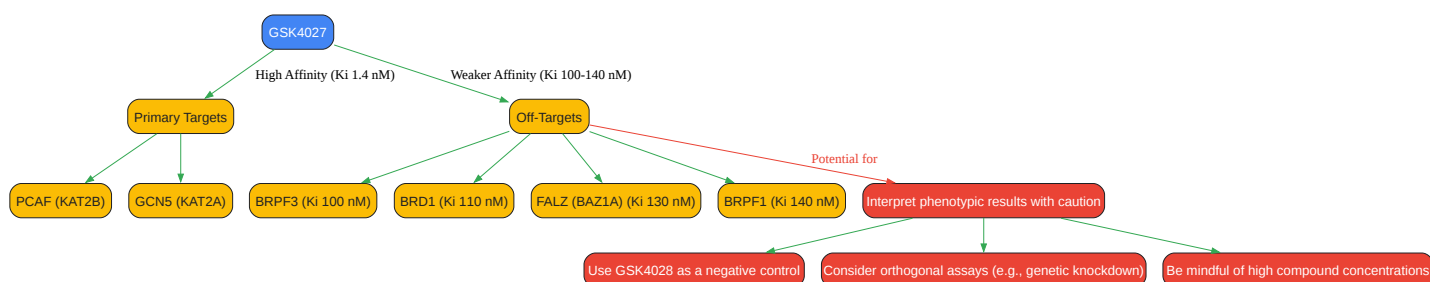 GSK4027
High Affinity (Ki 1.4 nM)
Weaker Affinity (Ki 100-140 nM)
Primary Targets
Off-Targets
Potential for
PCAF (KAT2B)
GCN5 (KAT2A)
BRPF3 (Ki 100 nM)
BRD1 (Ki 110 nM)
FALZ (BAZ1A) (Ki 130 nM)
BRPF1 (Ki 140 nM)
Interpret phenotypic results with caution
Use GSK4028 as a negative control
Consider orthogonal assays (e.g., genetic knockdown)
Be mindful of high compound concentrations